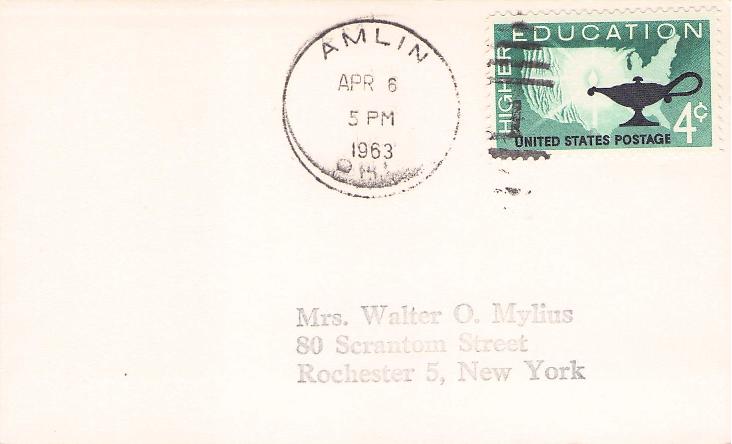 AMLIN
APR 6
5 PM
1963
HIGHER EDUCATION
4¢
UNITED STATES POSTAGE
Mrs. Walter O. Mylius
80 Scrantom Street
Rochester 5, New York